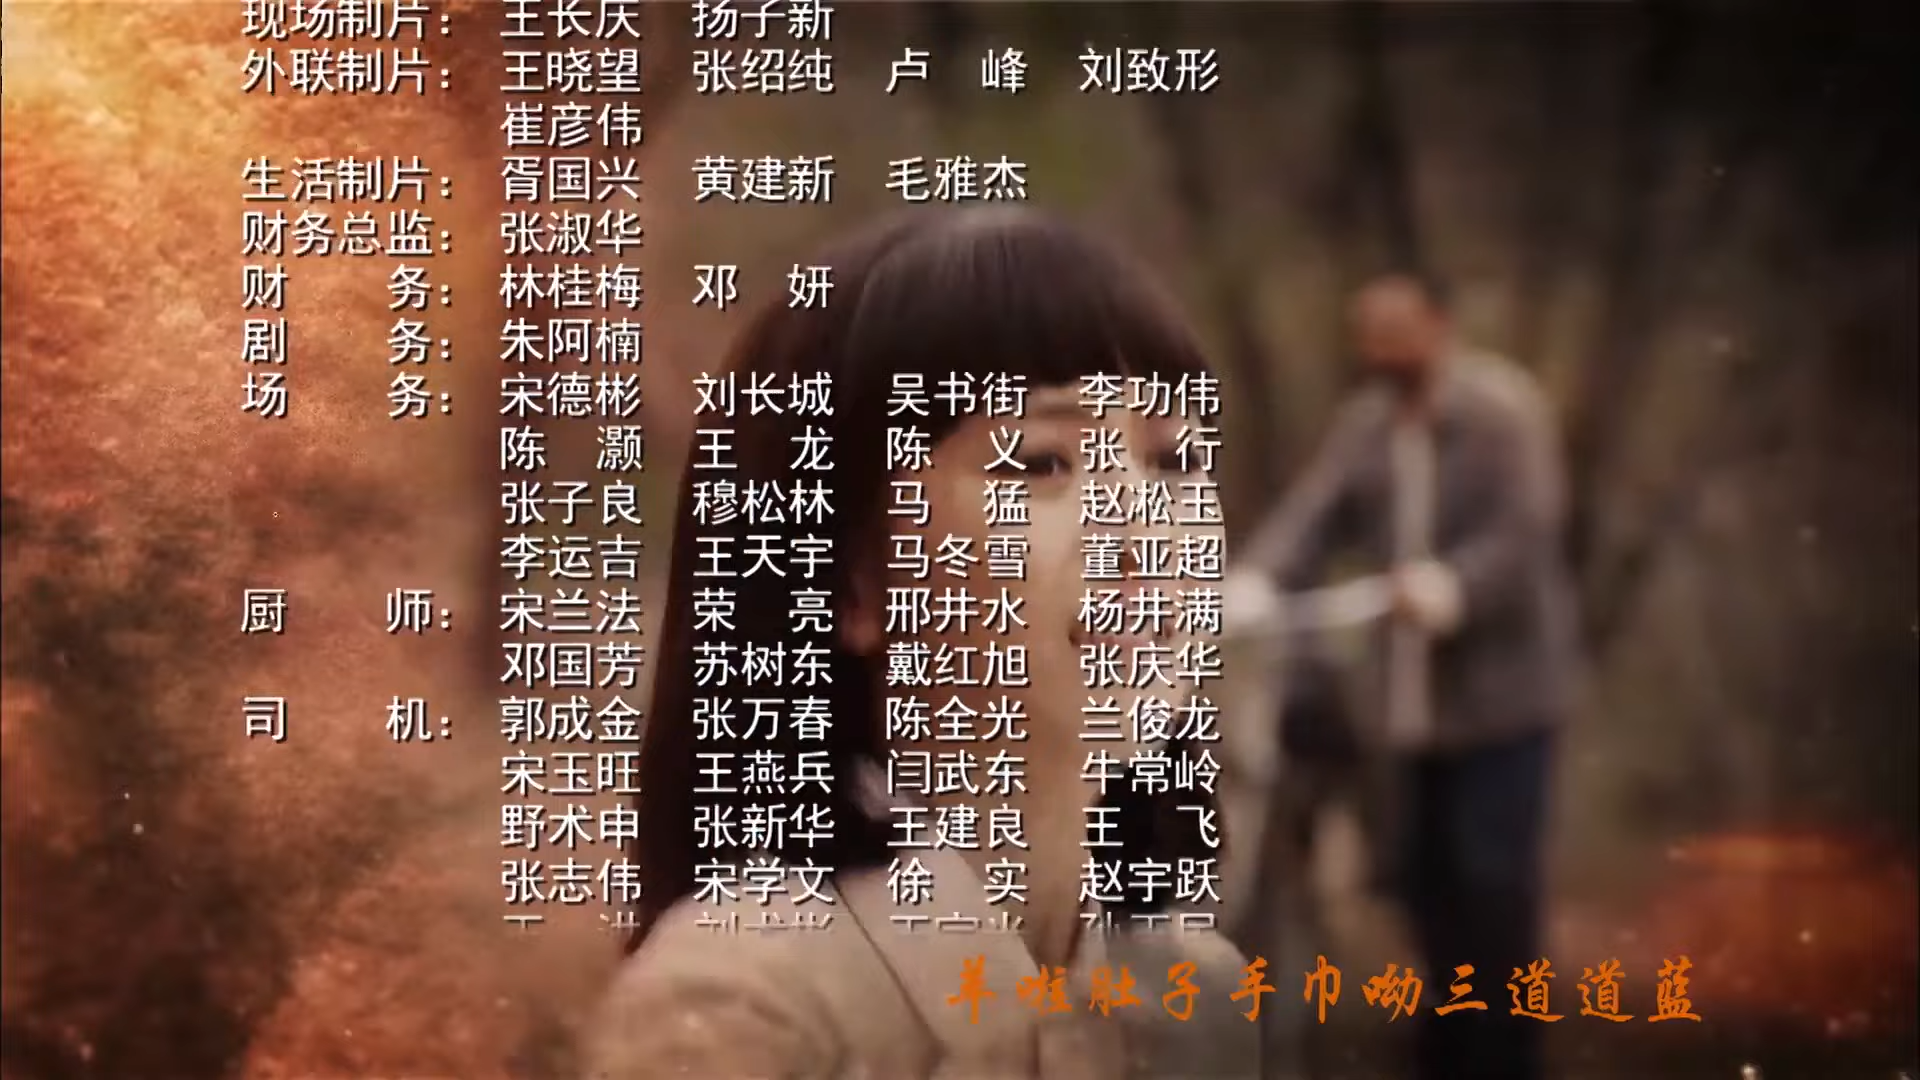 现场制片： 王长庆 扬子新
外联制片： 王晓望 张绍纯 卢峰 刘致彤
崔彦伟
生活制片： 胥国兴 黄建新 毛雅杰
财务总监： 张淑华
财务： 林桂梅 邓妍
剧务： 朱阿楠
场务： 宋德彬 刘长城 吴书街 李功伟
陈灏 王龙 陈义 张行
张子良 穆松林 马猛 赵凇玉
李运吉 王天宇 马冬雪 董亚超
厨师： 宋兰法 荣亮 邢井水 杨井满
邓国芳 苏树东 戴红旭 张庆华
司机： 郭成金 张万春 陈全光 兰俊龙
宋玉旺 王燕兵 闫武东 牛常岭
野术申 张新华 王建良 王飞
张志伟 宋学文 徐实 赵宇跃
羊啦肚子手巾呦三道道蓝